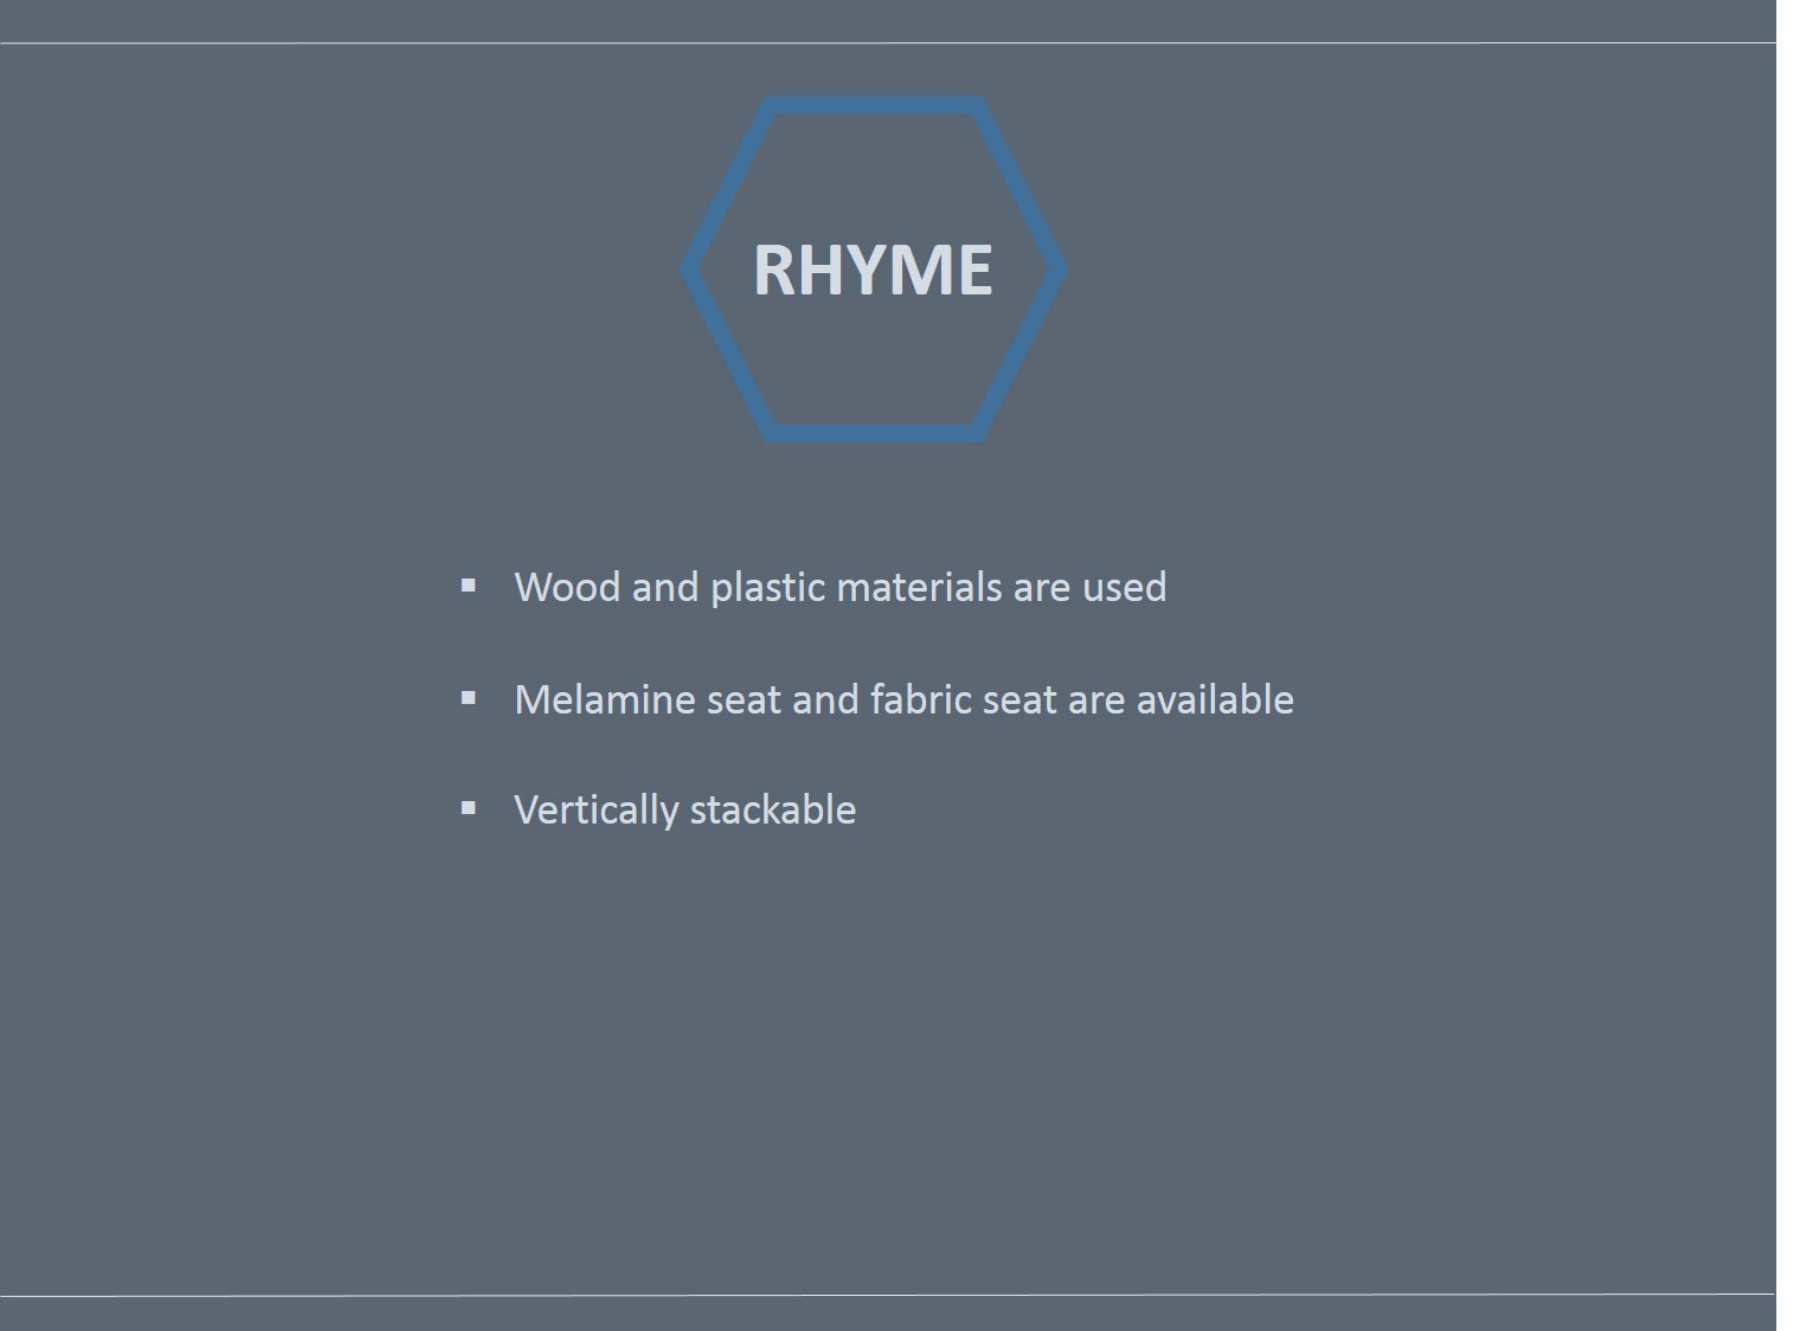 RHYME
▪ Wood and plastic materials are used
▪ Melamine seat and fabric seat are available
▪ Vertically stackable